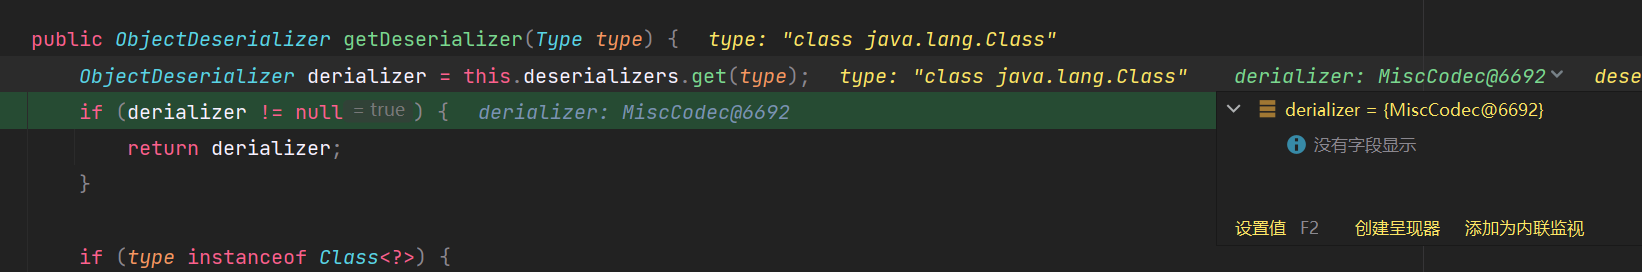 public ObjectDeserializer getDeserializer(Type type) { type: "class java.lang.Class"
ObjectDeserializer derializer = this.deserializers.get(type); type: "class java.lang.Class" derializer: MiscCodec@6692 dese
if (derializer != null = true ) { derializer: MiscCodec@6692
derializer = {MiscCodec@6692}
return derializer;
没有字段显示
}
设置值 F2 创建呈现器 添加为内联监视
if (type instanceof Class<?>) {